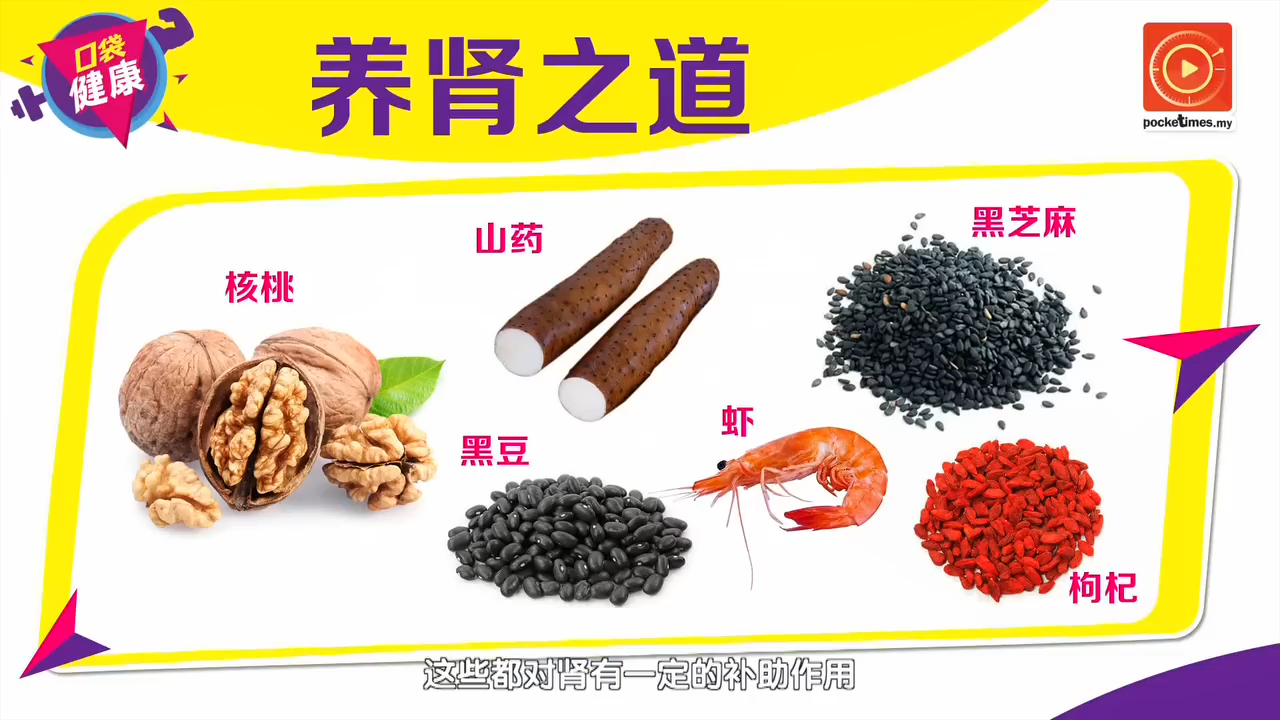 口袋
健康
养肾之道
pocketimes.my
山药
黑芝麻
核桃
虾
黑豆
枸杞
这些都对肾有一定的补助作用